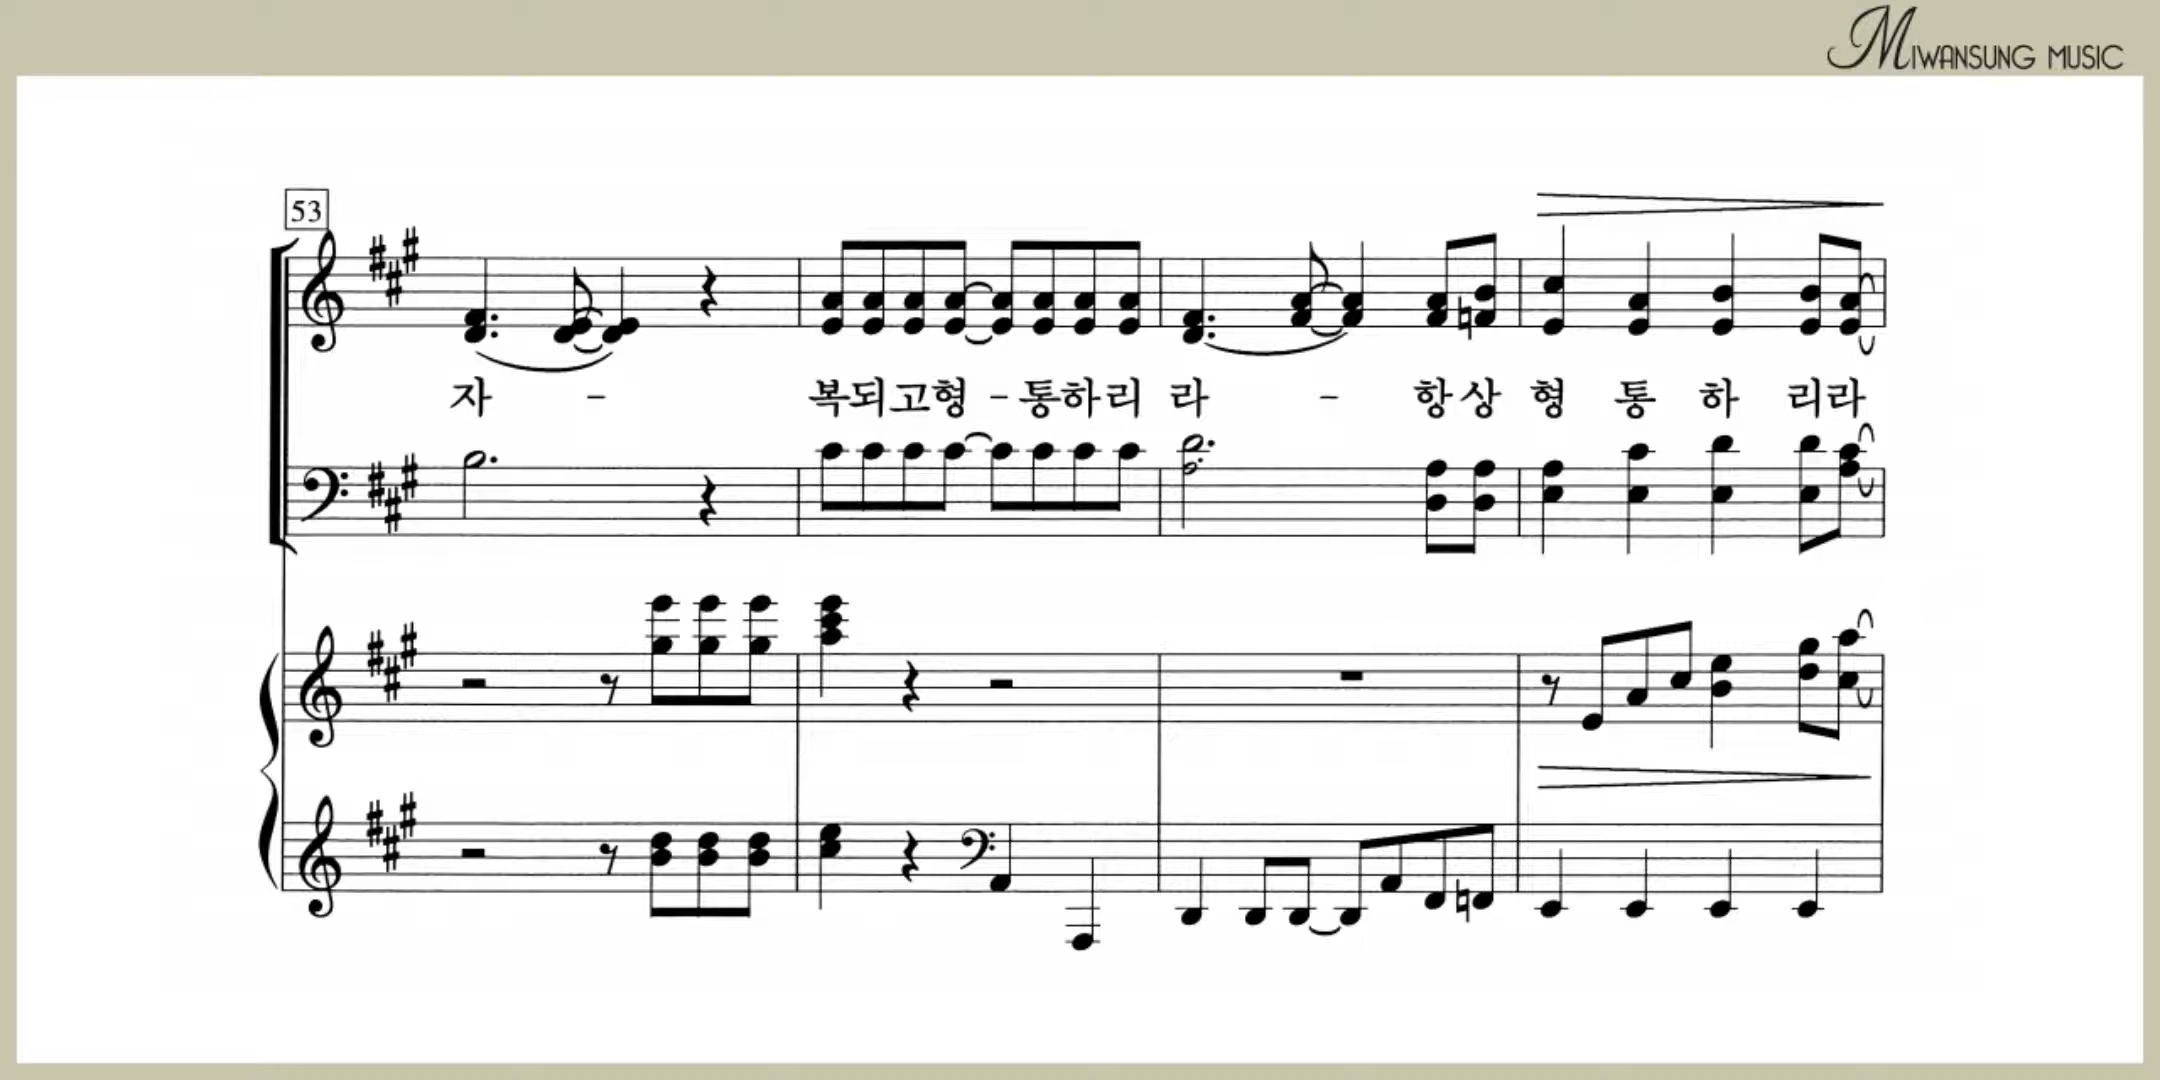 MIWANSUNG MUSIC
53
자 - 복되고형 - 통하리 라 - 항상 형 통 하 리라